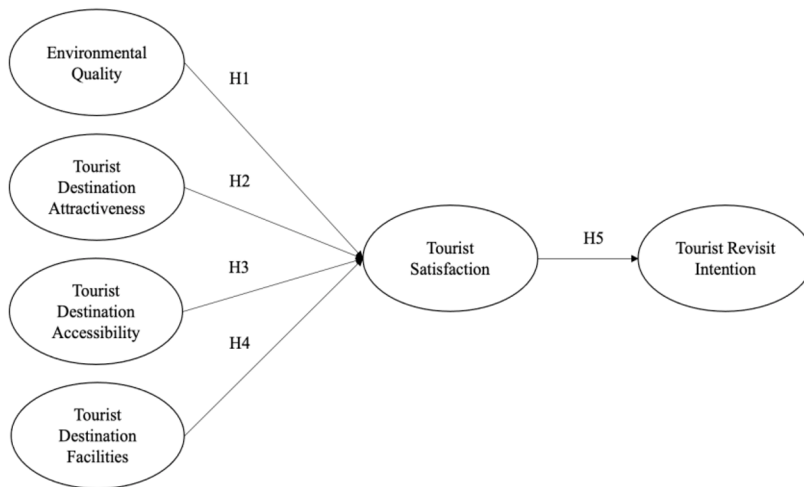 Environmental
Quality
H1
Tourist
Destination
Attractiveness
H2
Tourist
Destination
Accessibility
H3
Tourist
Destination
Facilities
H4
Tourist
Satisfaction
H5
Tourist Revisit
Intention